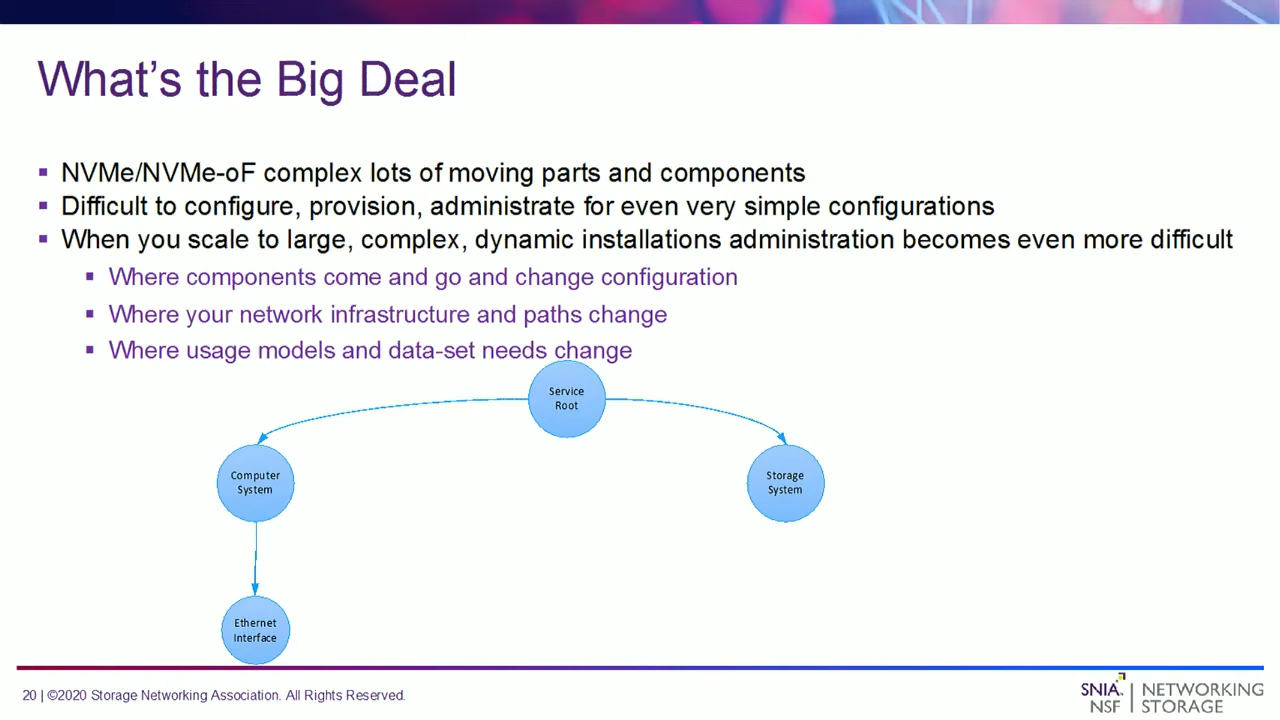 What's the Big Deal
NVMe/NVMe-oF complex lots of moving parts and components
Difficult to configure, provision, administrate for even very simple configurations
When you scale to large, complex, dynamic installations administration becomes even more difficult
Where components come and go and change configuration
Where your network infrastructure and paths change
Where usage models and data-set needs change
Service
Root
Computer
System
Storage
System
Ethernet
Interface
20 | ©2020 Storage Networking Association. All Rights Reserved.
SNIA. | NETWORKING
NSF | STORAGE